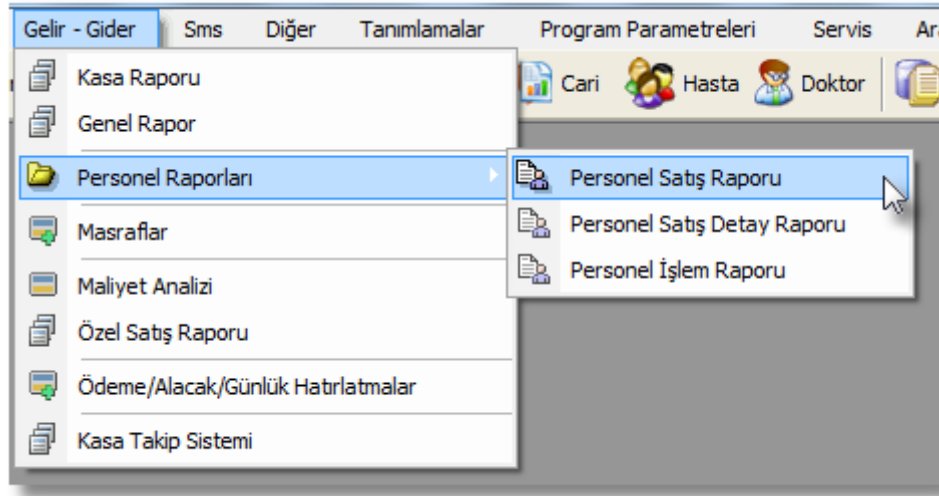 Gelir - Gider Sms Diğer Tanımlamalar Program Parametreleri Servis
Cari Hasta Doktor
Kasa Raporu
Genel Rapor
Personel Raporları
Masraflar
Maliyet Analizi
Özel Satış Raporu
Ödeme/Alacak/Günlük Hatırlatmalar
Kasa Takip Sistemi
Personel Satış Raporu
Personel Satış Detay Raporu
Personel İşlem Raporu